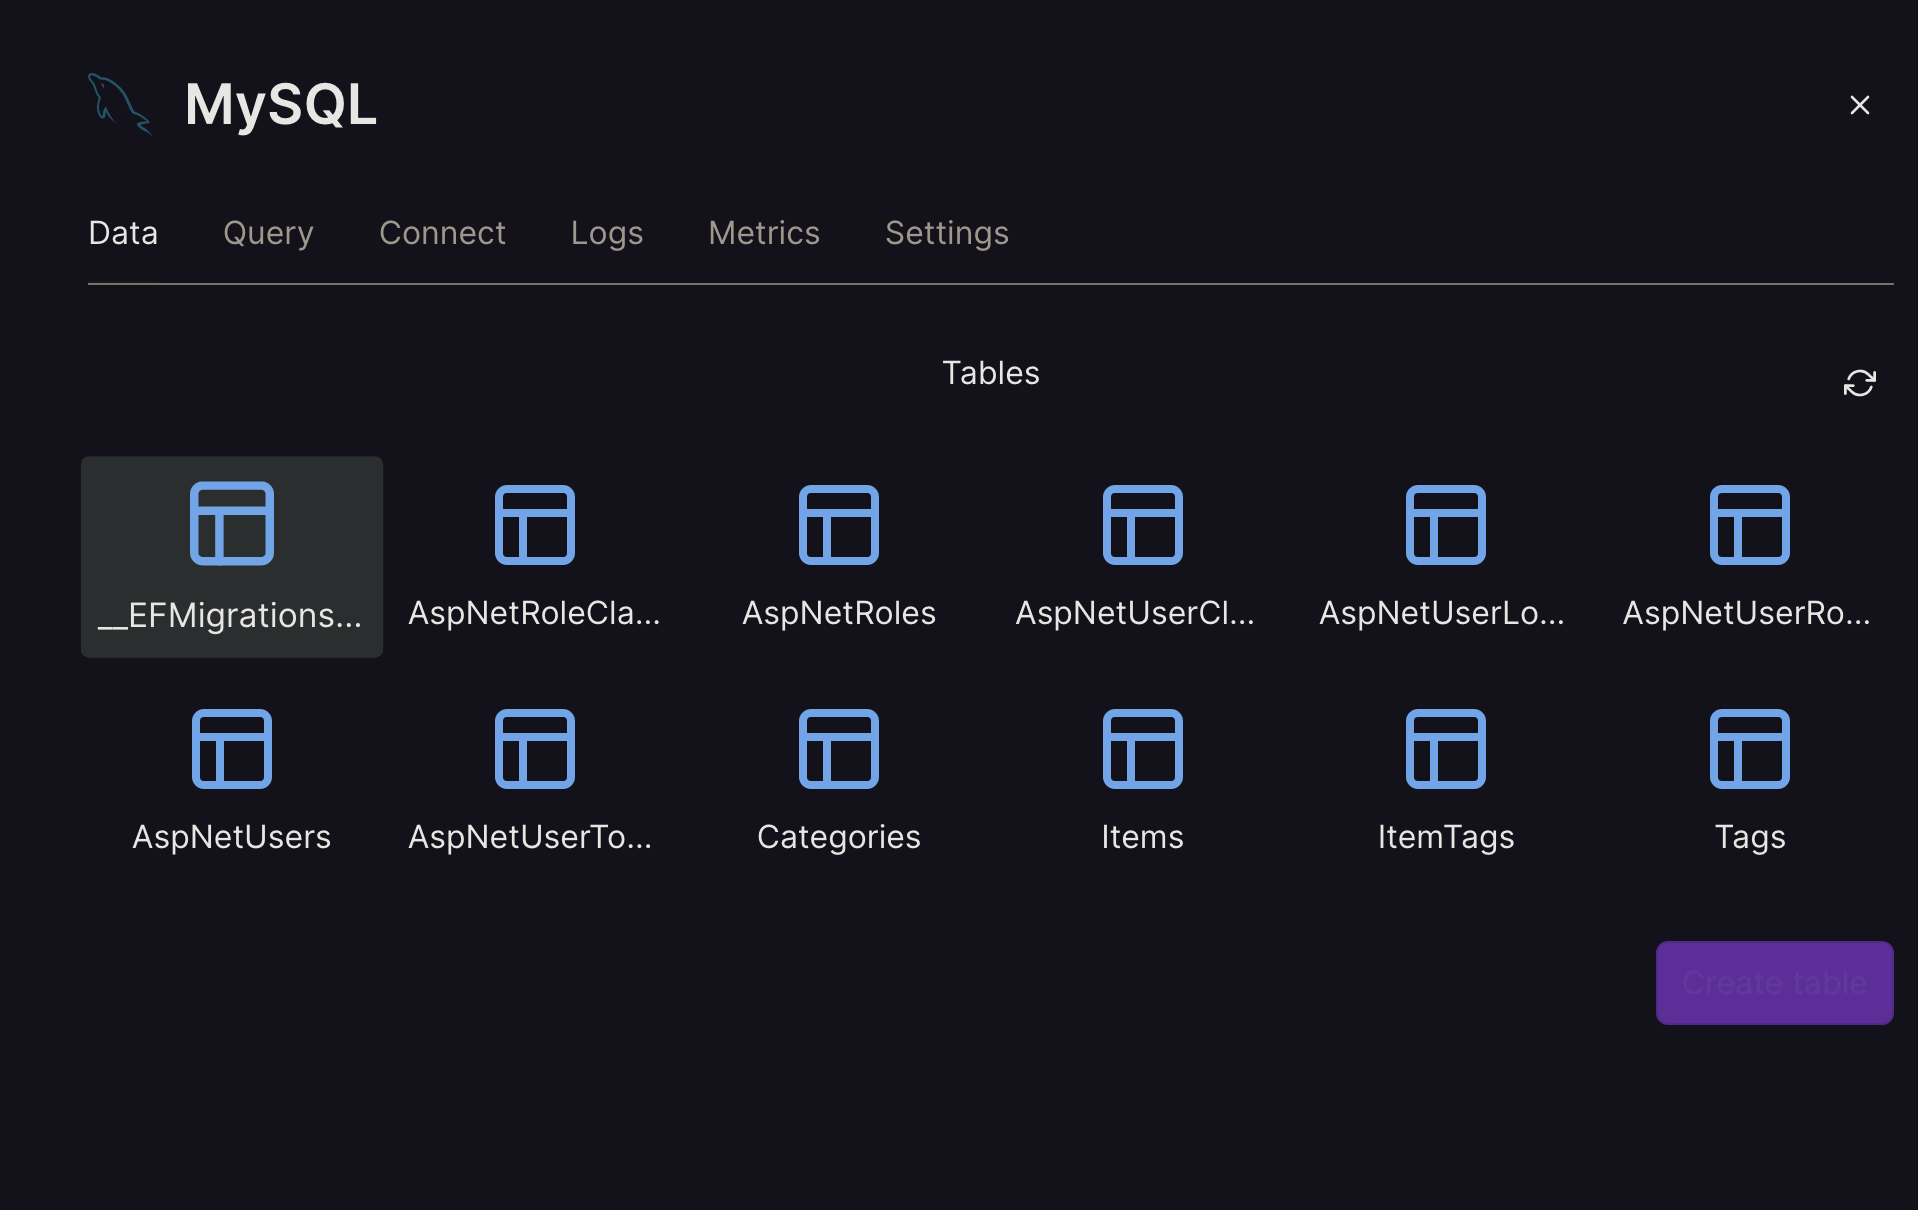 MySQL
Data Query Connect Logs Metrics Settings
Tables
__EFMigrations... AspNetRoleCla... AspNetRoles AspNetUserCl... AspNetUserLo... AspNetUserRo...
AspNetUsers AspNetUserTo... Categories Items ItemTags Tags
Create table